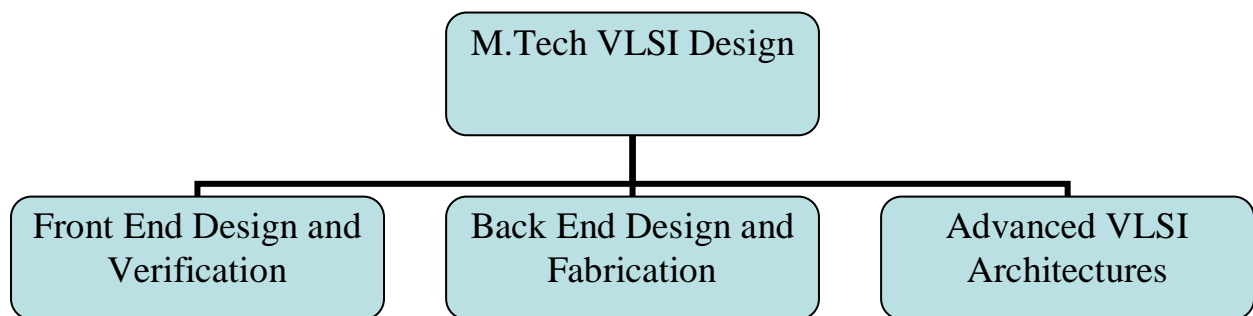 M.Tech VLSI Design
Front End Design and
Verification
Back End Design and
Fabrication
Advanced VLSI
Architectures